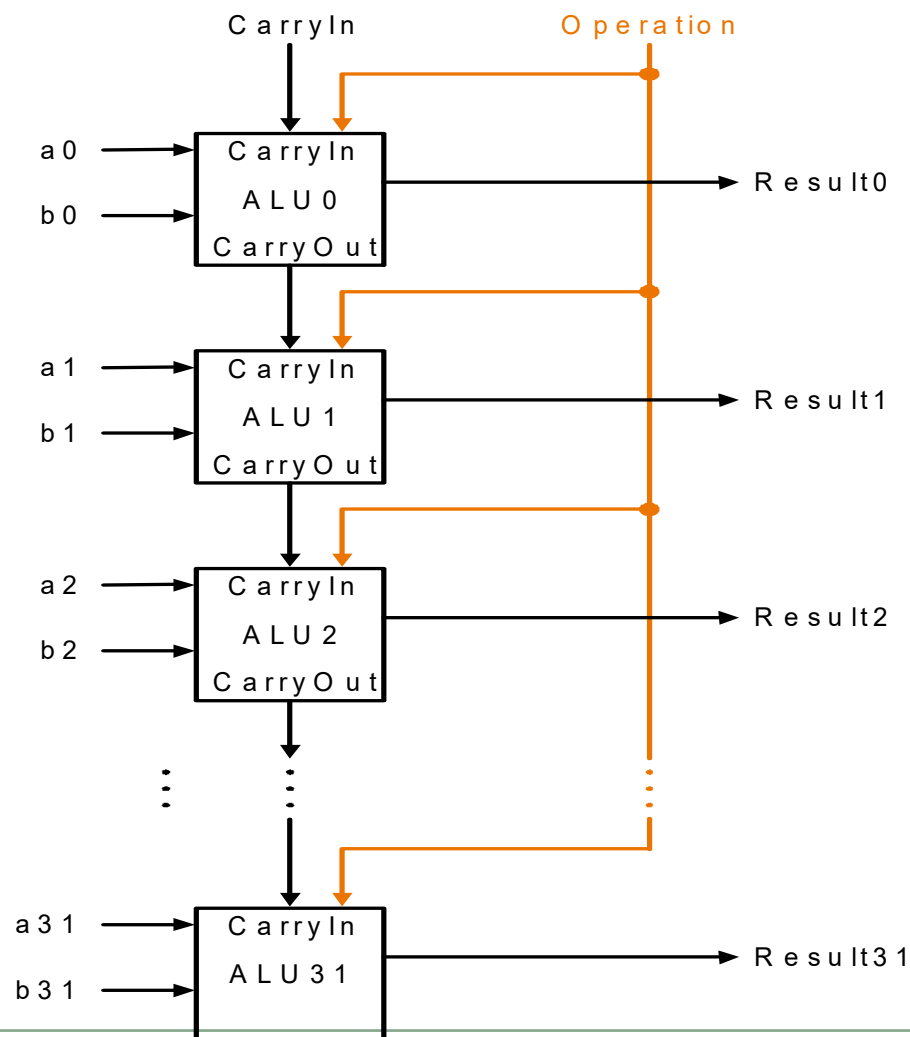 CarryIn
Operation
a0
CarryIn
ALU0
b0
CarryOut
Result0
a1
CarryIn
ALU1
b1
CarryOut
Result1
a2
CarryIn
ALU2
b2
CarryOut
Result2
a31
CarryIn
ALU31
b31
Result31